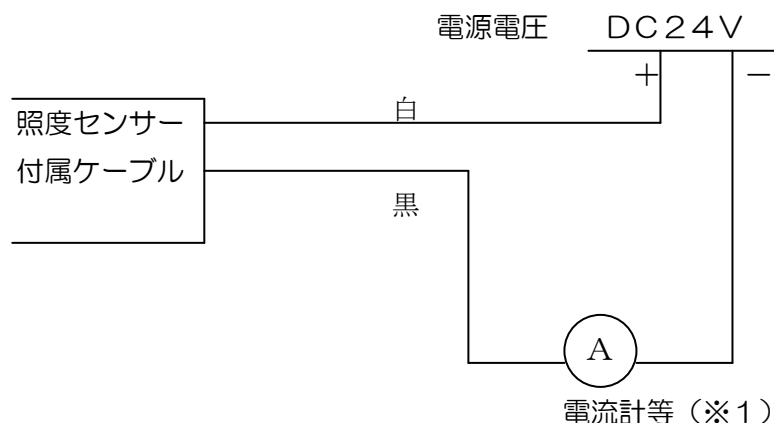 電源電圧　ＤＣ２４Ｖ
＋　－
照度センサー
白
付属ケーブル
黒
A
電流計等（※１）